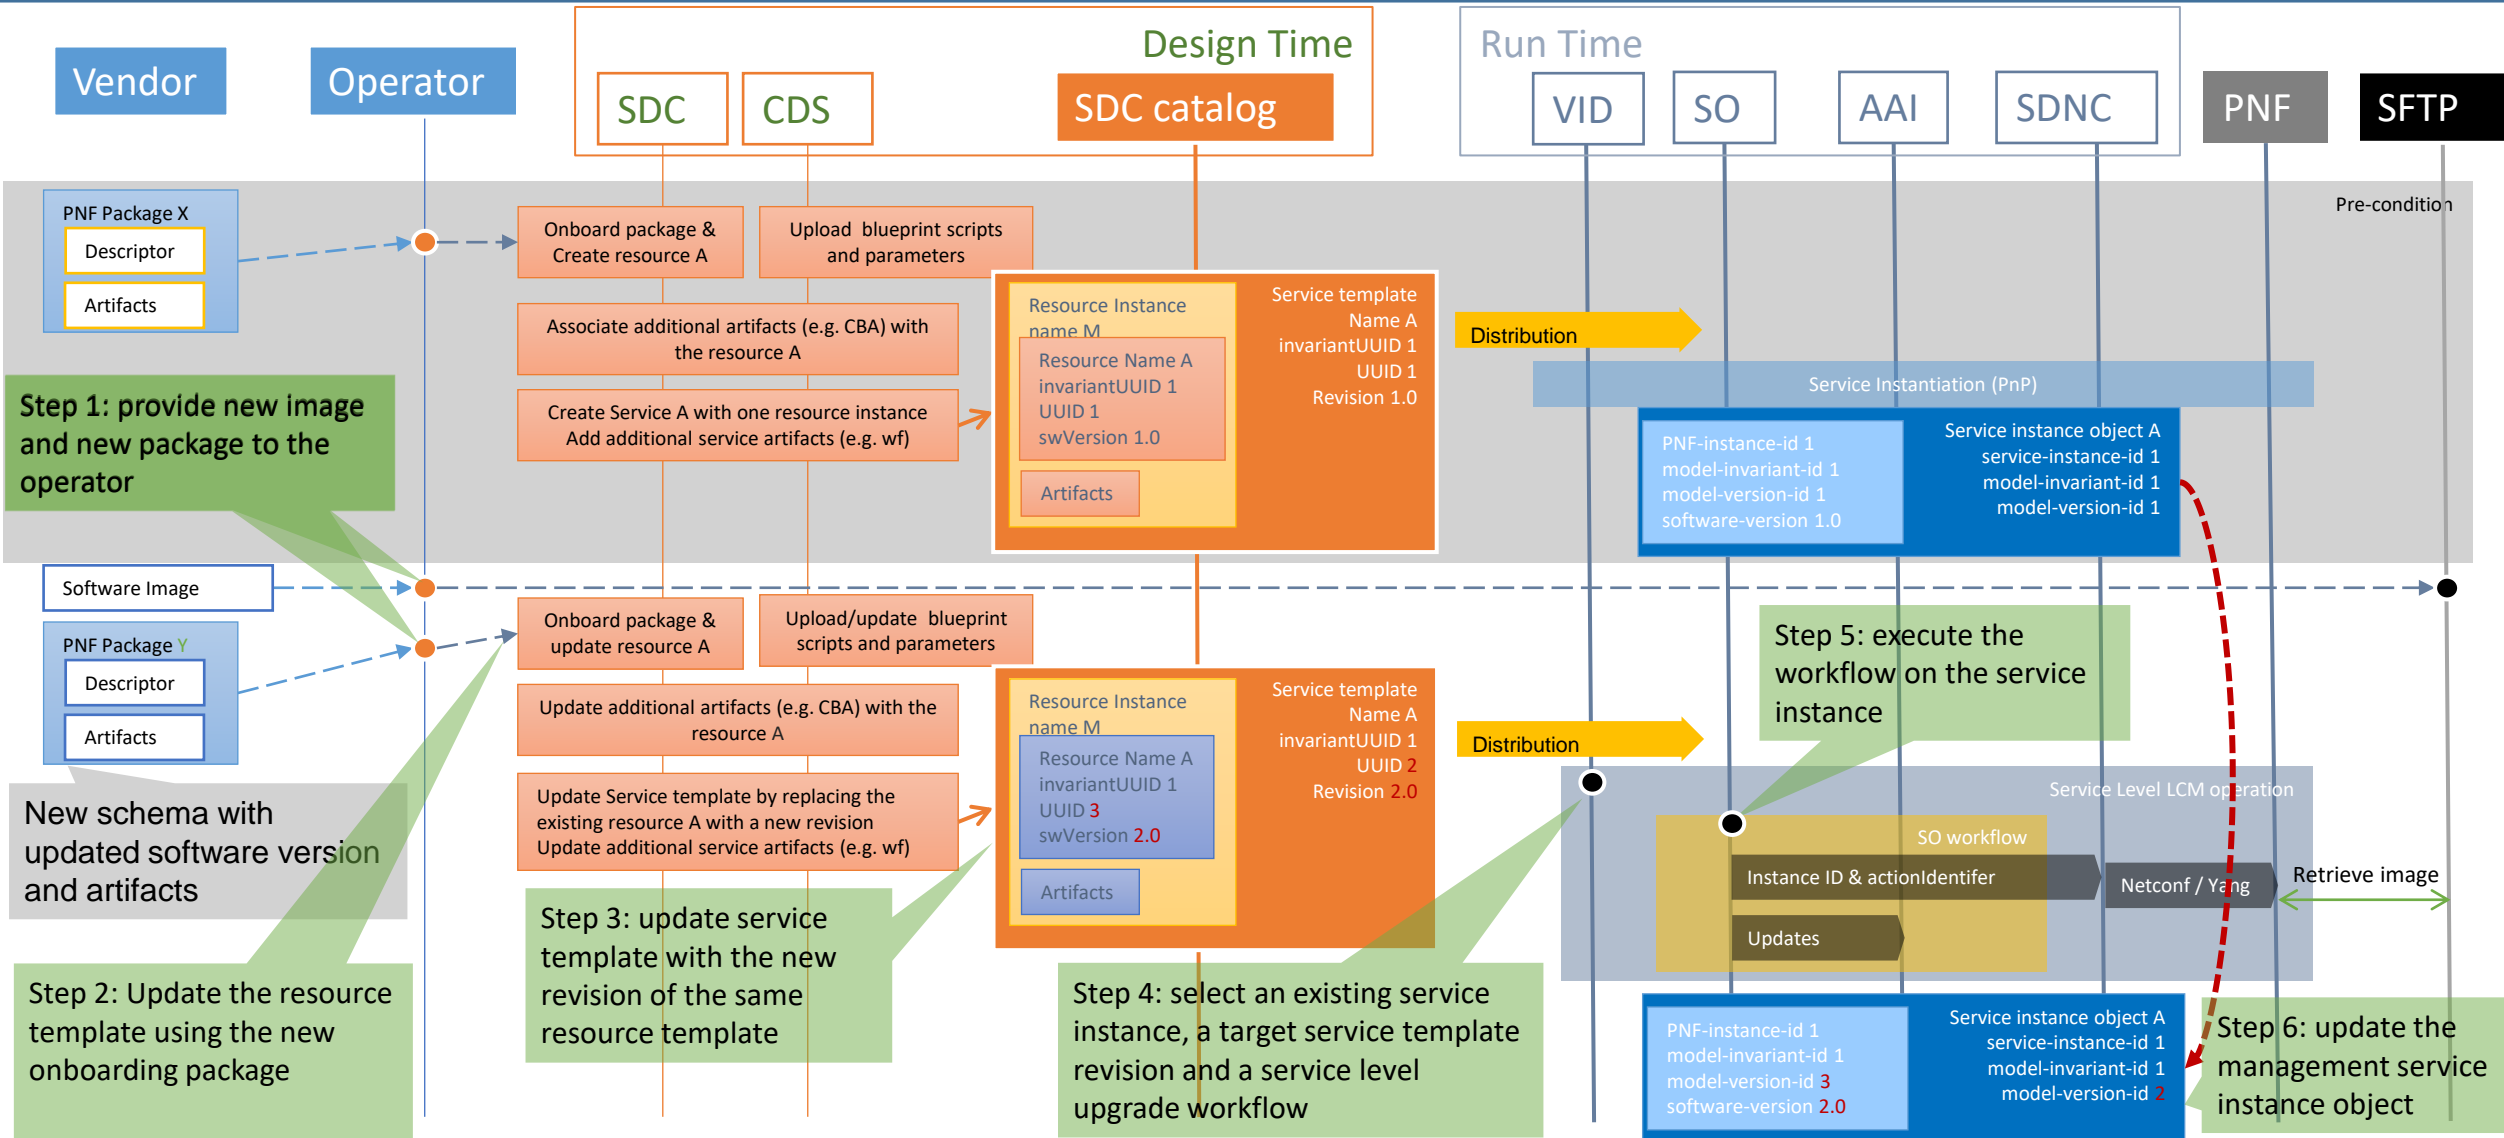 Design Time
Run Time
Vendor
Operator
SDC
CDS
SDC catalog
VID
SO
AAI
SDNC
PNF
SFTP
Pre-condition
PNF Package X
Descriptor
Artifacts
Onboard package &
Create resource A
Upload blueprint scripts
and parameters
Associate additional artifacts (e.g. CBA) with
the resource A
Create Service A with one resource instance
Add additional service artifacts (e.g. wf)
Resource Instance
name M
Resource Name A
invariantUUID 1
UUID 1
swVersion 1.0
Artifacts
Service template
Name A
invariantUUID 1
UUID 1
Revision 1.0
Distribution
Service Instantiation (PnP)
PNF-instance-id 1
model-invariant-id 1
model-version-id 1
software-version 1.0
Service instance object A
service-instance-id 1
model-invariant-id 1
model-version-id 1
Step 1: provide new image
and new package to the
operator
Software Image
PNF Package Y
Descriptor
Artifacts
New schema with
updated software version
and artifacts
Onboard package &
update resource A
Upload/update blueprint
scripts and parameters
Update additional artifacts (e.g. CBA) with the
resource A
Update Service template by replacing the
existing resource A with a new revision
Update additional service artifacts (e.g. wf)
Resource Instance
name M
Resource Name A
invariantUUID 1
UUID 3
swVersion 2.0
Artifacts
Service template
Name A
invariantUUID 1
UUID 2
Revision 2.0
Distribution
Step 5: execute the
workflow on the service
instance
Service Level LCM operation
SO workflow
Instance ID & actionIdentifer
Netconf / Yang
Retrieve image
Updates
Step 2: Update the resource
template using the new
onboarding package
Step 3: update service
template with the new
revision of the same
resource template
Step 4: select an existing service
instance, a target service template
revision and a service level
upgrade workflow
PNF-instance-id 1
model-invariant-id 1
model-version-id 3
software-version 2.0
Service instance object A
service-instance-id 1
model-invariant-id 1
model-version-id 2
Step 6: update the
management service
instance object